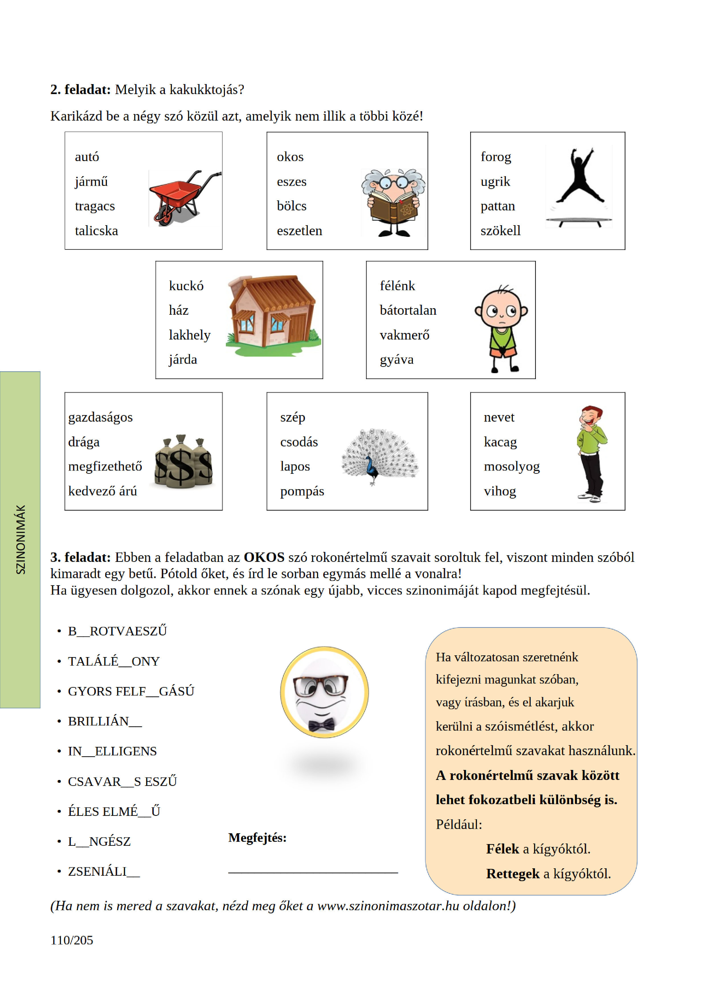 2. feladat: Melyik a kakukktojás?
Karikázd be a négy szó közül azt, amelyik nem illik a többi közé!
autó
jármű
tragacs
talicska
okos
eszes
bölcs
eszetlen
forog
ugrik
pattan
szökell
kuckó
ház
lakhely
járda
félénk
bátortalan
vakmerő
gyáva
gazdaságos
drága
megfizethető
kedvező árú
$ $ $
szép
csodás
lapos
pompás
nevet
kacag
mosolyog
vihog
SZINONIMÁK
3. feladat: Ebben a feladatban az OKOS szó rokonértelmű szavait soroltuk fel, viszont minden szóból
kimaradt egy betű. Pótold őket, és írd le sorban egymás mellé a vonalra!
Ha ügyesen dolgozol, akkor ennek a szónak egy újabb, vicces szinonimáját kapod megfejtésül.
• B__ROTVAESZŰ
• TALÁLÉ__ONY
• GYORS FELF__GÁSÚ
• BRILLIÁN__
• IN__ELLIGENS
• CSAVAR__S ESZŰ
• ÉLES ELMÉ__Ű
• L__NGÉSZ
• ZSENIÁLI__
Megfejtés:
__________________________
Ha változatosan szeretnénk
kifejezni magunkat szóban,
vagy írásban, és el akarjuk
kerülni a szóismétlést, akkor
rokonértelmű szavakat használunk.
A rokonértelmű szavak között
lehet fokozatbeli különbség is.
Például:
Félek a kígyóktól.
Rettegek a kígyóktól.
(Ha nem is mered a szavakat, nézd meg őket a www.szinonimaszotar.hu oldalon!)
110/205